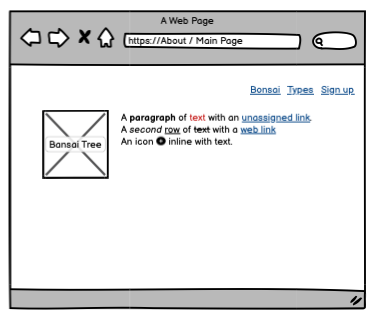 A Web Page
https://About / Main Page
Bonsai Types Sign up
Bansai Tree
A paragraph of text with an unassigned link.
A second row of text with a web link
An icon inline with text.